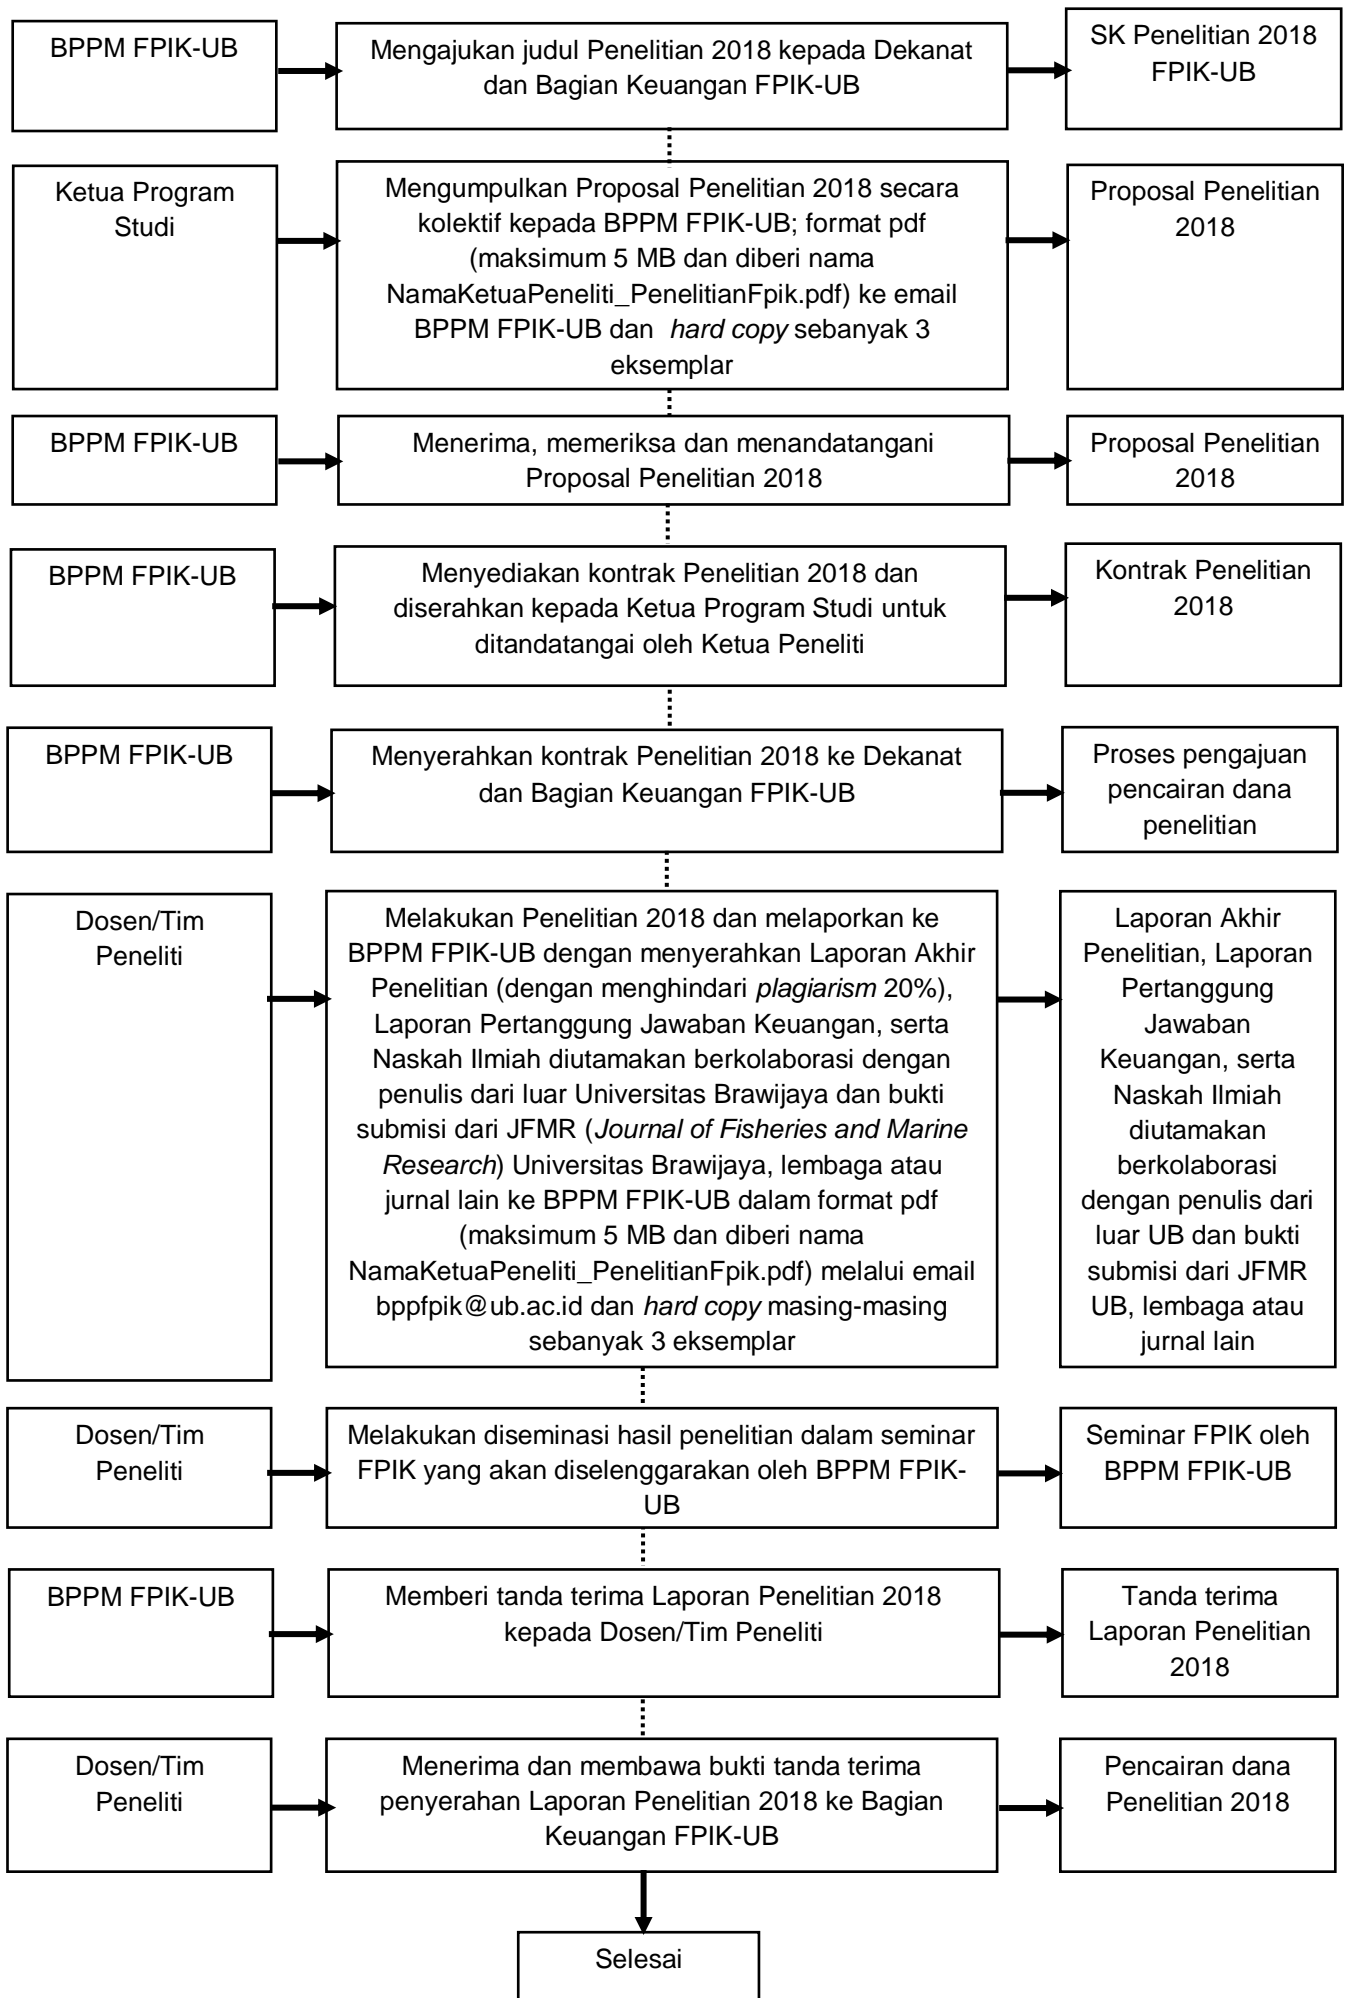 BPPM FPIK-UB
Mengajukan judul Penelitian 2018 kepada Dekanat
dan Bagian Keuangan FPIK-UB
SK Penelitian 2018
FPIK-UB
Ketua Program
Studi
Mengumpulkan Proposal Penelitian 2018 secara
kolektif kepada BPPM FPIK-UB; format pdf
(maksimum 5 MB dan diberi nama
NamaKetuaPeneliti_PenelitianFpik.pdf) ke email
BPPM FPIK-UB dan hard copy sebanyak 3
eksemplar
Proposal Penelitian
2018
BPPM FPIK-UB
Menerima, memeriksa dan menandatangani
Proposal Penelitian 2018
Proposal Penelitian
2018
BPPM FPIK-UB
Menyediakan kontrak Penelitian 2018 dan
diserahkan kepada Ketua Program Studi untuk
ditandatangai oleh Ketua Peneliti
Kontrak Penelitian
2018
BPPM FPIK-UB
Menyerahkan kontrak Penelitian 2018 ke Dekanat
dan Bagian Keuangan FPIK-UB
Proses pengajuan
pencairan dana
penelitian
Dosen/Tim
Peneliti
Melakukan Penelitian 2018 dan melaporkan ke
BPPM FPIK-UB dengan menyerahkan Laporan Akhir
Penelitian (dengan menghindari plagiarism 20%),
Laporan Pertanggung Jawaban Keuangan, serta
Naskah Ilmiah diutamakan berkolaborasi dengan
penulis dari luar Universitas Brawijaya dan bukti
submisi dari JFMR (Journal of Fisheries and Marine
Research) Universitas Brawijaya, lembaga atau
jurnal lain ke BPPM FPIK-UB dalam format pdf
(maksimum 5 MB dan diberi nama
NamaKetuaPeneliti_PenelitianFpik.pdf) melalui email
bppfpik@ub.ac.id dan hard copy masing-masing
sebanyak 3 eksemplar
Laporan Akhir
Penelitian, Laporan
Pertanggung
Jawaban
Keuangan, serta
Naskah Ilmiah
diutamakan
berkolaborasi
dengan penulis dari
luar UB dan bukti
submisi dari JFMR
UB, lembaga atau
jurnal lain
Dosen/Tim
Peneliti
Melakukan diseminasi hasil penelitian dalam seminar
FPIK yang akan diselenggarakan oleh BPPM FPIK-
UB
Seminar FPIK oleh
BPPM FPIK-UB
BPPM FPIK-UB
Memberi tanda terima Laporan Penelitian 2018
kepada Dosen/Tim Peneliti
Tanda terima
Laporan Penelitian
2018
Dosen/Tim
Peneliti
Menerima dan membawa bukti tanda terima
penyerahan Laporan Penelitian 2018 ke Bagian
Keuangan FPIK-UB
Pencairan dana
Penelitian 2018
Selesai